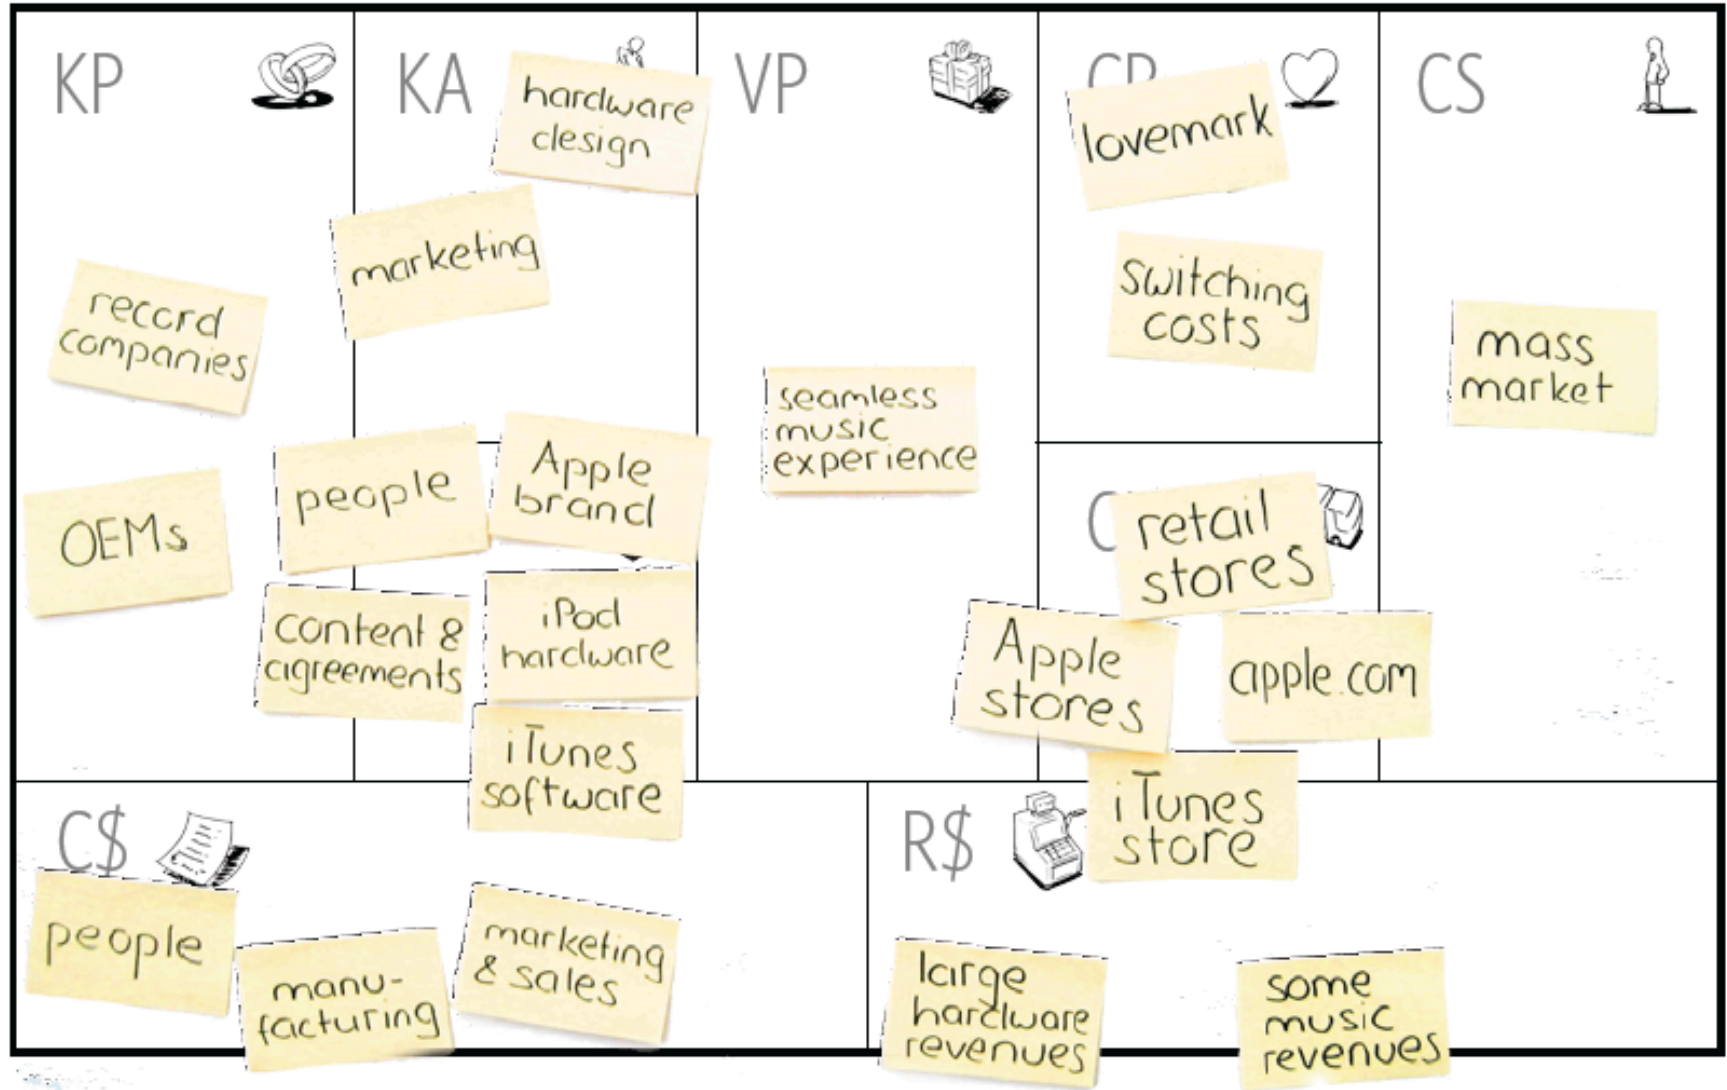 KP
record
companies
OEMs
KA
hardware
design
marketing
people
Apple
brand
content &
agreements
iPod
hardware
iTunes
software
VP
seamless
music
experience
lovemark
switching
costs
retail
stores
Apple
stores
apple.com
iTunes
store
CS
mass
market
C$
people
manu-
facturing
marketing
& sales
R$
large
hardware
revenues
some
music
revenues